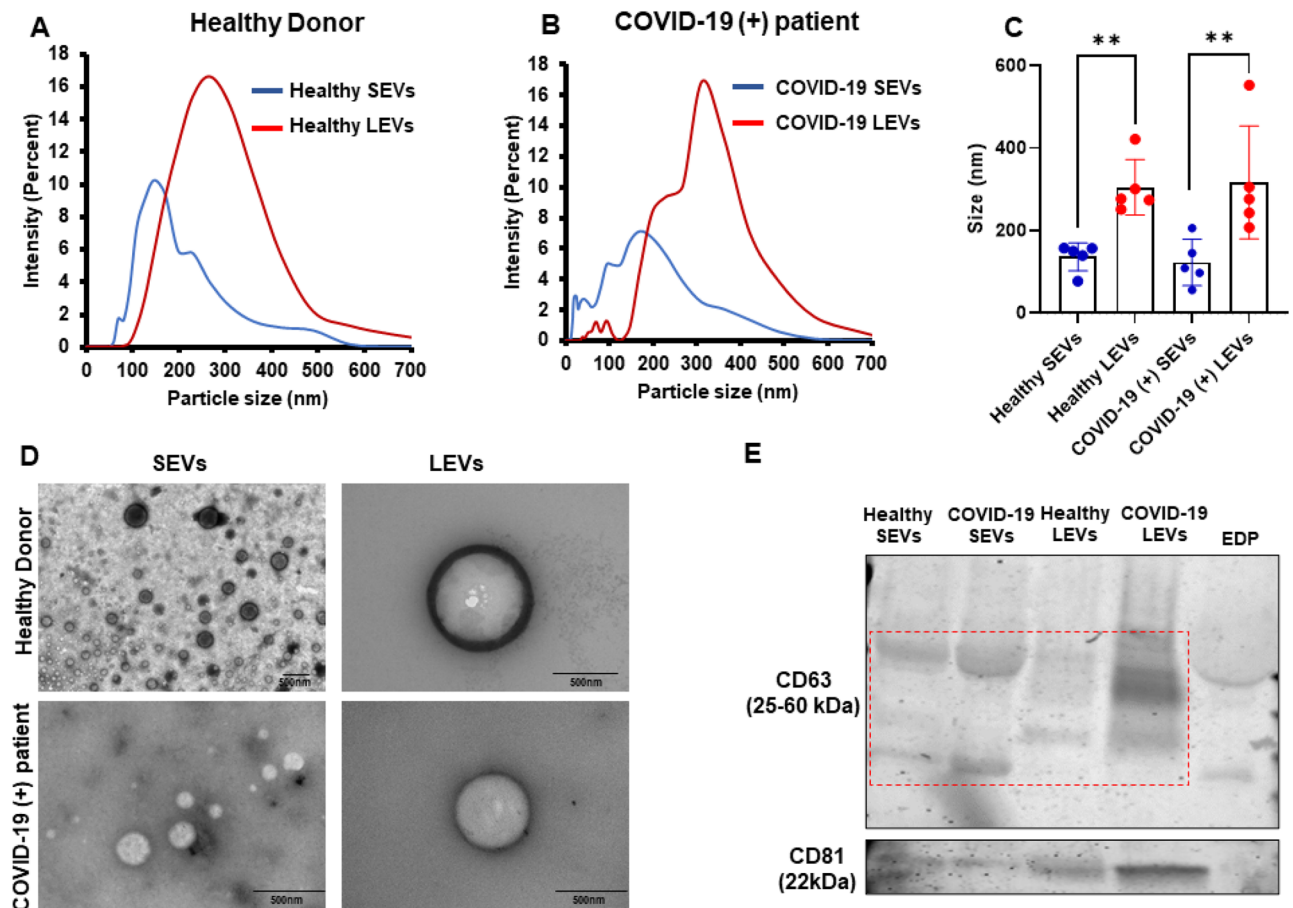 A
Healthy Donor
Intensity (Percent)
18
16
14
12
10
8
6
4
2
0
0 100 200 300 400 500 600 700
Particle size (nm)
Healthy SEVs
Healthy LEVs
B
COVID-19 (+) patient
Intensity (Percent)
18
16
14
12
10
8
6
4
2
0
0 100 200 300 400 500 600 700
Particle size (nm)
COVID-19 SEVs
COVID-19 LEVs
C
** **
Size (nm)
600
400
200
0
Healthy SEVs
Healthy LEVs
COVID-19 (+) SEVs
COVID-19 (+) LEVs
D
SEVs LEVs
Healthy Donor
500nm
500nm
COVID-19 (+) patient
500nm
500nm
E
Healthy COVID-19 Healthy COVID-19
SEVs SEVs LEVs LEVs EDP
CD63
(25-60 kDa)
CD81
(22kDa)